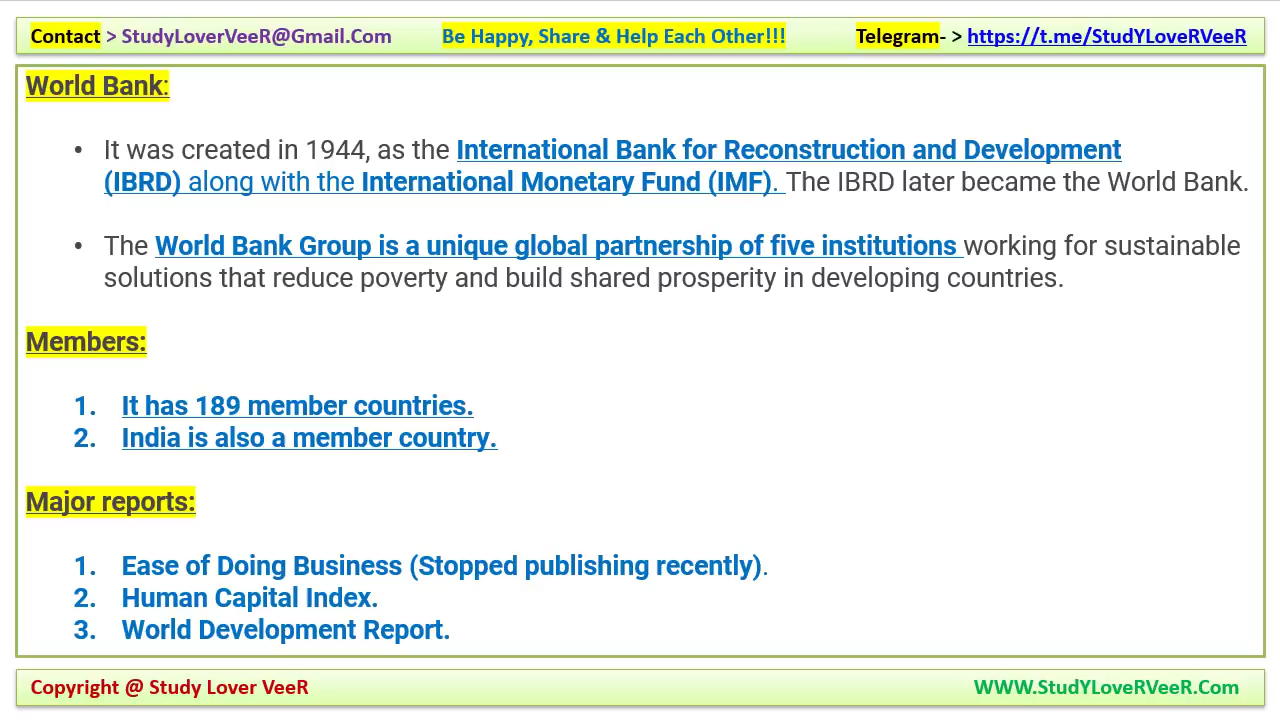 Contact > StudyLoverVeeR@Gmail.Com Be Happy, Share & Help Each Other!!! Telegram- > https://t.me/StudYLoveRVeeR
World Bank:
• It was created in 1944, as the International Bank for Reconstruction and Development
(IBRD) along with the International Monetary Fund (IMF). The IBRD later became the World Bank.
• The World Bank Group is a unique global partnership of five institutions working for sustainable
solutions that reduce poverty and build shared prosperity in developing countries.
Members:
1. It has 189 member countries.
2. India is also a member country.
Major reports:
1. Ease of Doing Business (Stopped publishing recently).
2. Human Capital Index.
3. World Development Report.
Copyright @ Study Lover VeeR WWW.StudYLoveRVeeR.Com